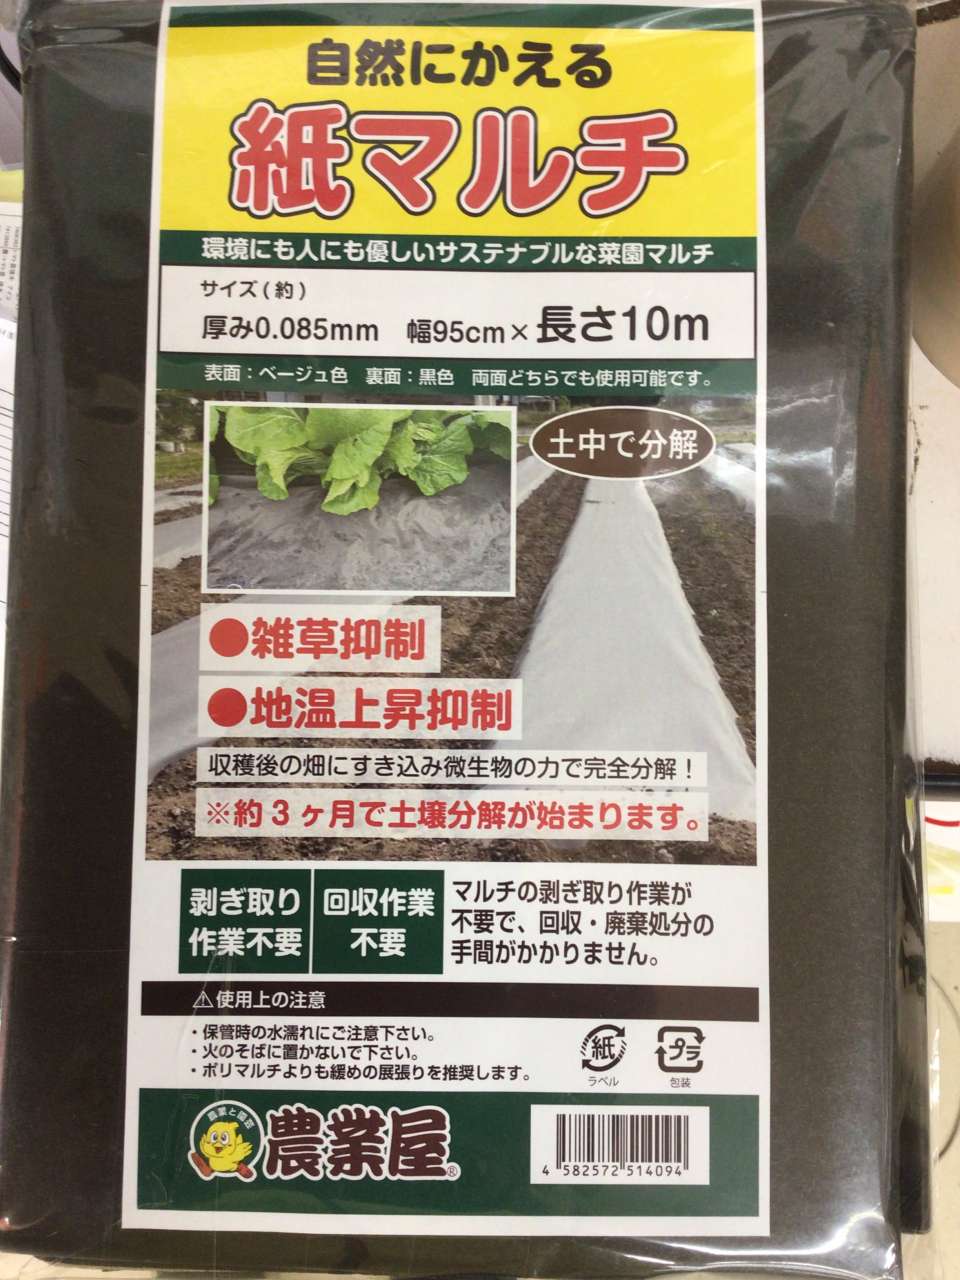 自然にかえる
紙マルチ
環境にも人にも優しいサステナブルな菜園マルチ
サイズ(約)
厚み0.085mm 幅95cm×長さ10m
表面：ベージュ色 裏面：黒色 両面どちらでも使用可能です。
土中で分解
●雑草抑制
●地温上昇抑制
収穫後の畑にすき込み微生物の力で完全分解！
※約3ヶ月で土壌分解が始まります。
剥ぎ取り
作業不要
回収作業
不要
マルチの剥ぎ取り作業が
不要で、回収・廃棄処分の
手間がかかりません。
⚠使用上の注意
・保管時の水濡れにご注意下さい。
・火のそばに置かないで下さい。
・ポリマルチよりも緩めの展張りを推奨します。
紙
ラベル
プラ
包装
農業と園芸
農業屋®
4 582572 514094